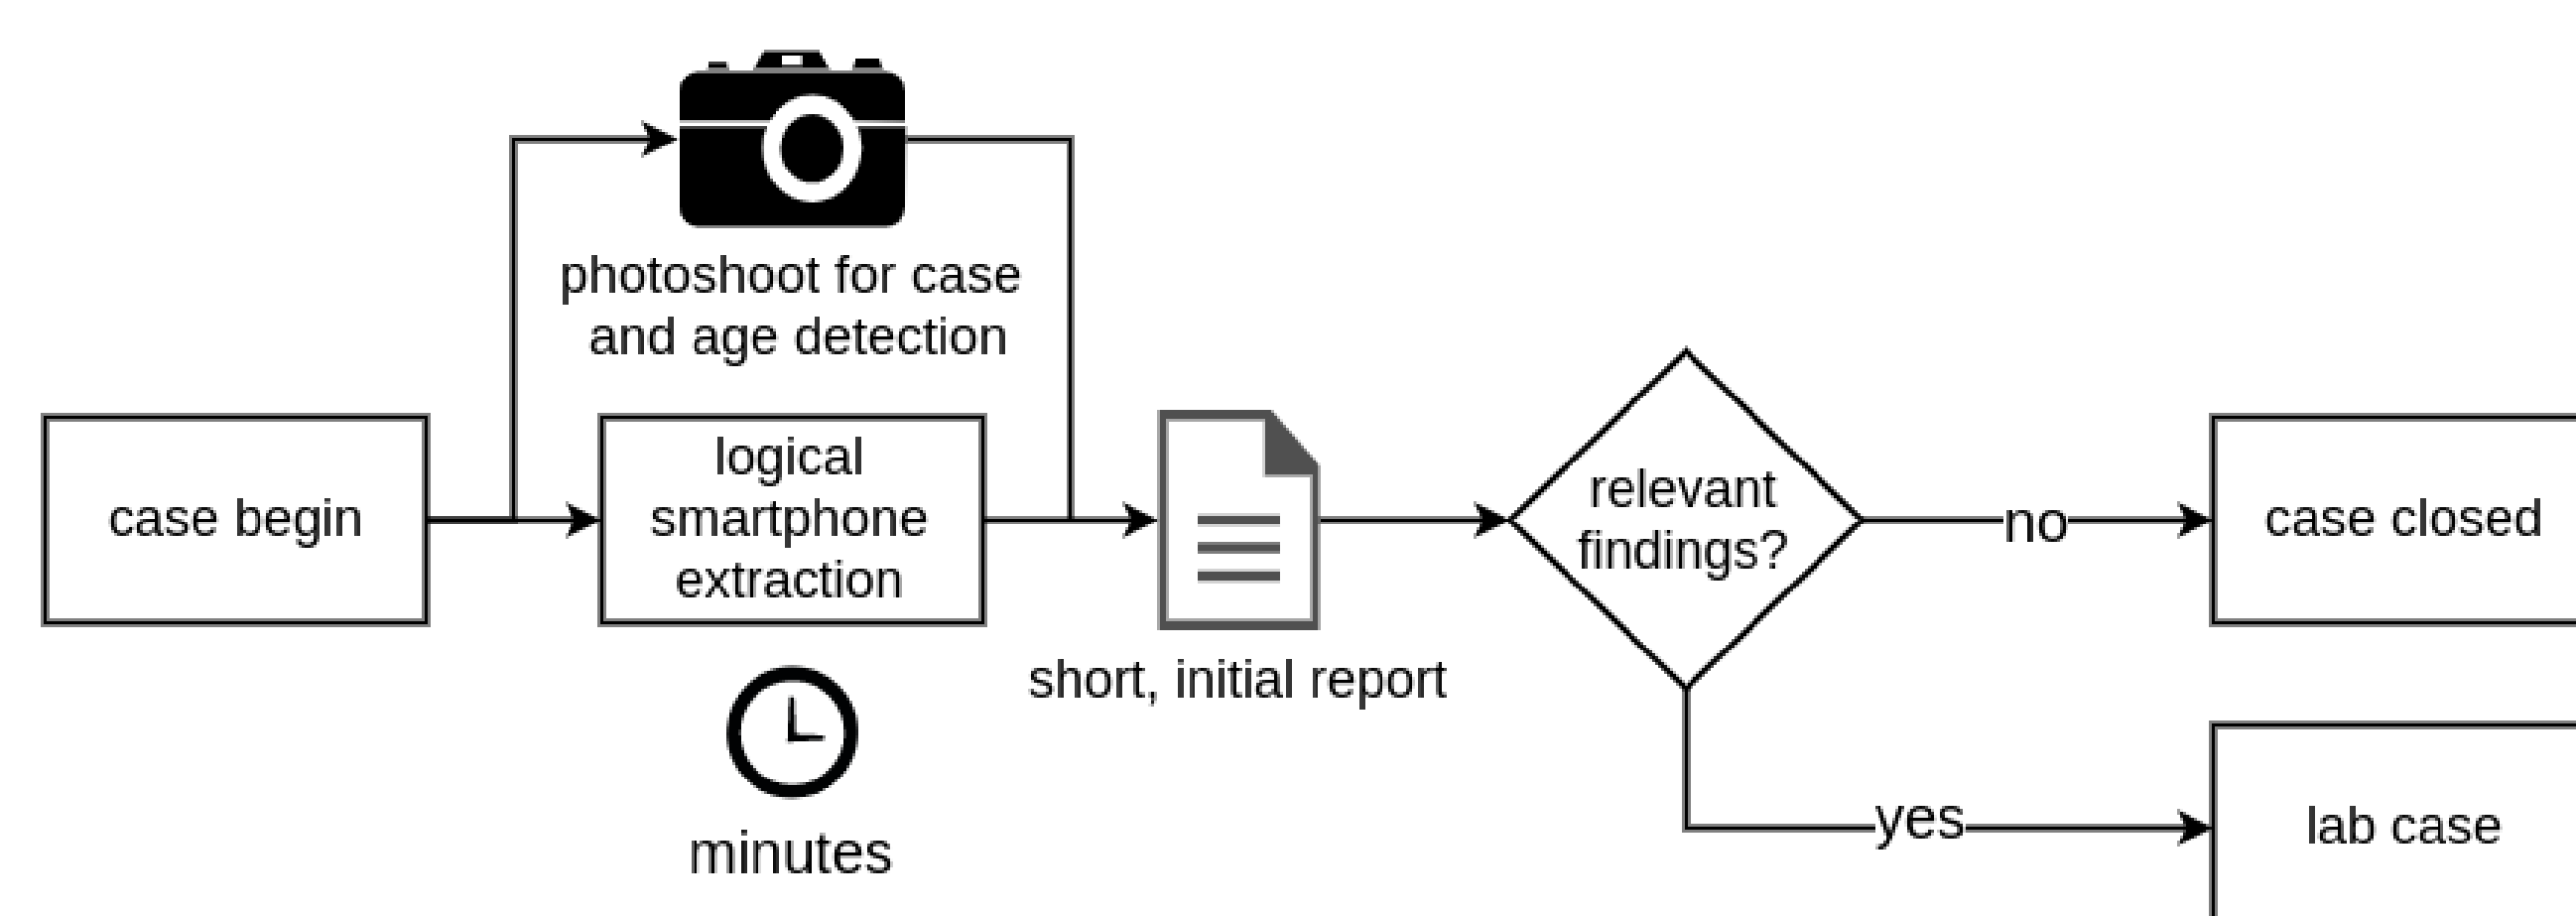 photoshoot for case
and age detection
case begin
logical
smartphone
extraction
short, initial report
minutes
relevant
findings?
no
case closed
yes
lab case